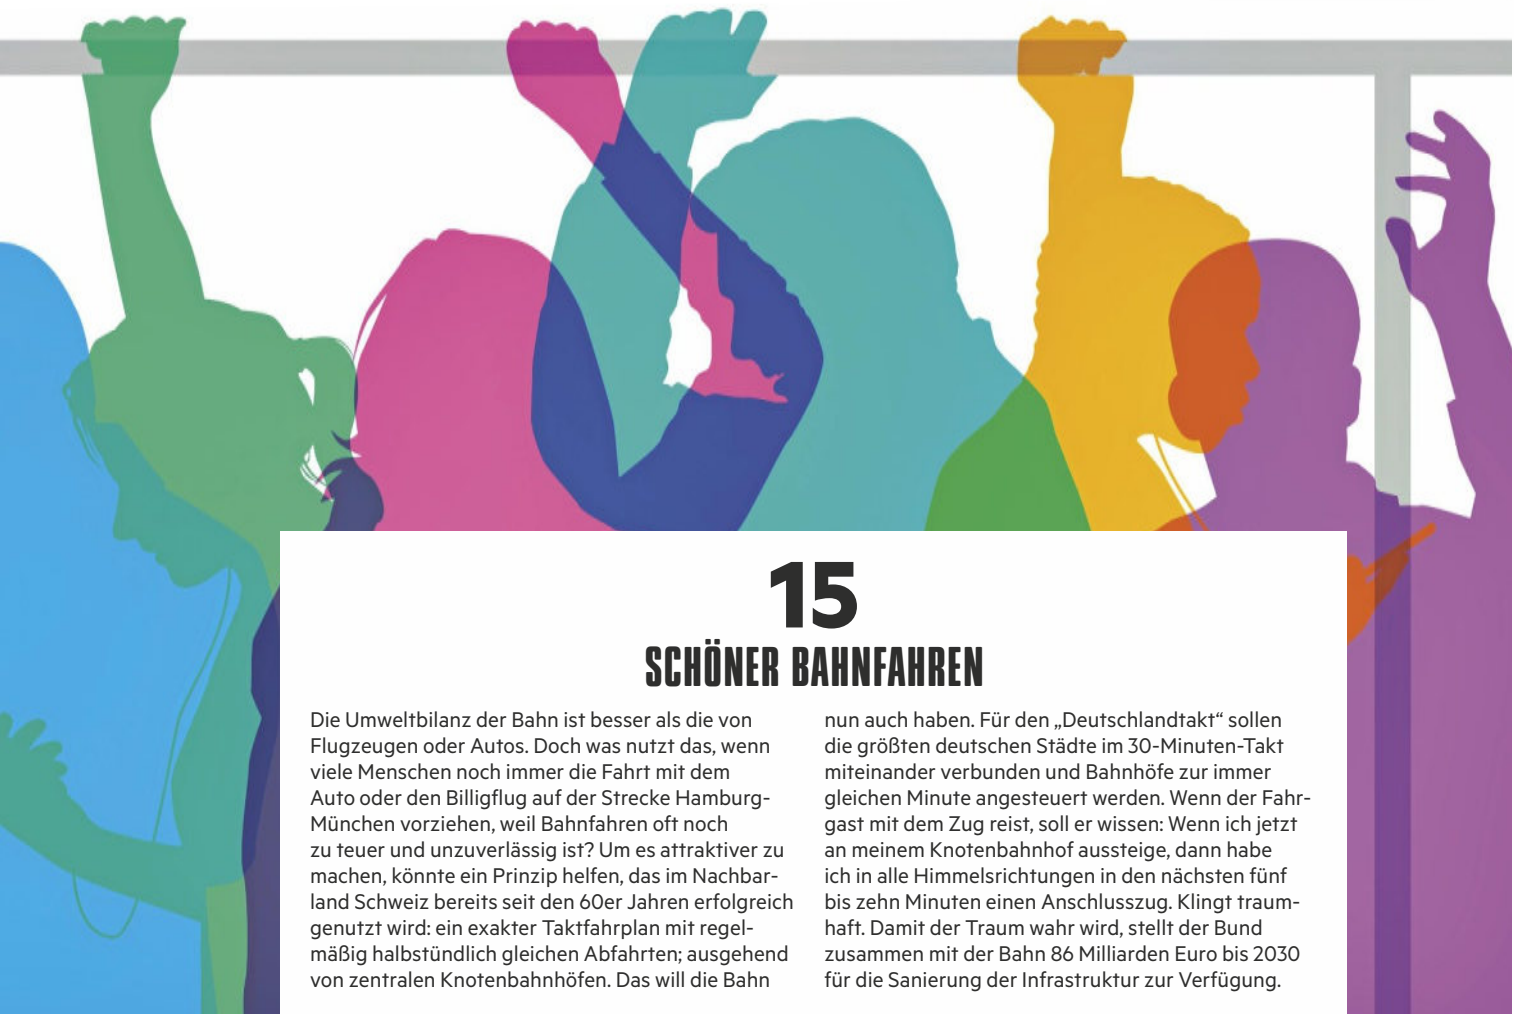 15
SCHÖNER BAHNFAHREN
Die Umweltbilanz der Bahn ist besser als die von
Flugzeugen oder Autos. Doch was nutzt das, wenn
viele Menschen noch immer die Fahrt mit dem
Auto oder den Billigflug auf der Strecke Hamburg-
München vorziehen, weil Bahnfahren oft noch
zu teuer und unzuverlässig ist? Um es attraktiver zu
machen, könnte ein Prinzip helfen, das im Nachbar-
land Schweiz bereits seit den 60er Jahren erfolgreich
genutzt wird: ein exakter Taktfahrplan mit regel-
mäßig halbstündlich gleichen Abfahrten; ausgehend
von zentralen Knotenbahnhöfen. Das will die Bahn
nun auch haben. Für den „Deutschlandtakt“ sollen
die größten deutschen Städte im 30-Minuten-Takt
miteinander verbunden und Bahnhöfe zur immer
gleichen Minute angesteuert werden. Wenn der Fahr-
gast mit dem Zug reist, soll er wissen: Wenn ich jetzt
an meinem Knotenbahnhof aussteige, dann habe
ich in alle Himmelsrichtungen in den nächsten fünf
bis zehn Minuten einen Anschlusszug. Klingt traum-
haft. Damit der Traum wahr wird, stellt der Bund
zusammen mit der Bahn 86 Milliarden Euro bis 2030
für die Sanierung der Infrastruktur zur Verfügung.